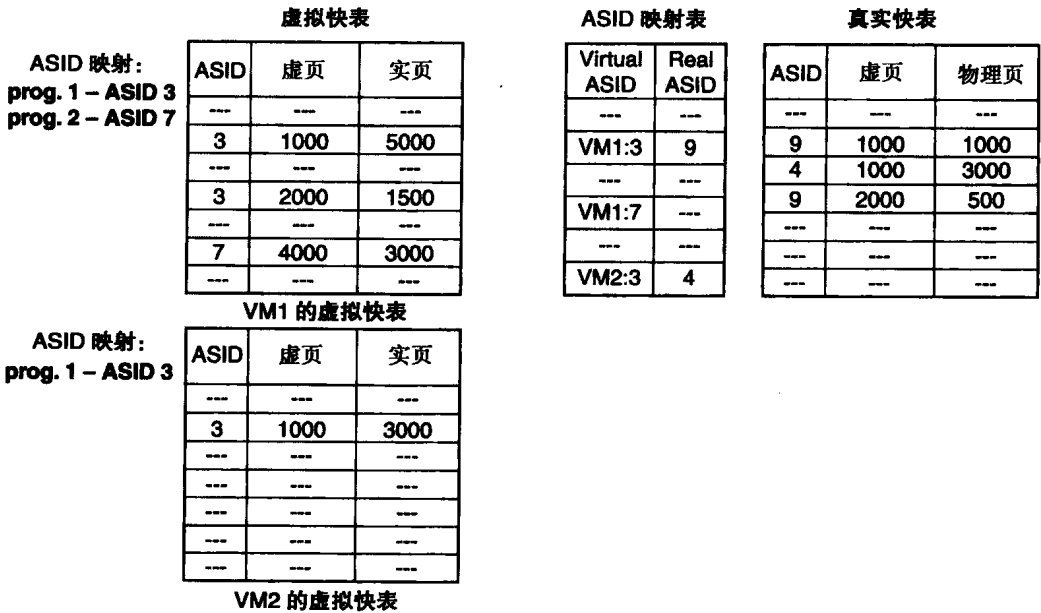 虚拟快表
ASID 映射：
prog. 1 – ASID 3
prog. 2 – ASID 7
ASID 虚页 实页
--- --- ---
3 1000 5000
--- --- ---
3 2000 1500
--- --- ---
7 4000 3000
--- --- ---
VM1 的虚拟快表
ASID 映射：
prog. 1 – ASID 3
ASID 虚页 实页
--- --- ---
3 1000 3000
--- --- ---
--- --- ---
--- --- ---
--- --- ---
--- --- ---
VM2 的虚拟快表
ASID 映射表
Virtual ASID Real ASID
--- ---
VM1:3 9
--- ---
VM1:7 ---
--- ---
VM2:3 4
真实快表
ASID 虚页 物理页
--- --- ---
9 1000 1000
4 1000 3000
9 2000 500
--- --- ---
--- --- ---
--- --- ---